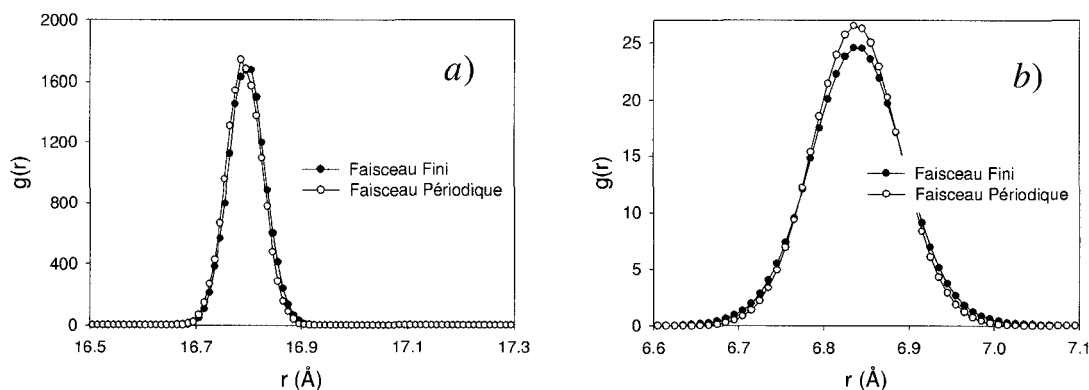 2000
1600
1200
800
400
0
g(r)
a)
Faisceau Fini
Faisceau Périodique
16.5 16.7 16.9 17.1 17.3
r (Å)
25
20
15
10
5
0
g(r)
b)
Faisceau Fini
Faisceau Périodique
6.6 6.7 6.8 6.9 7.0 7.1
r (Å)